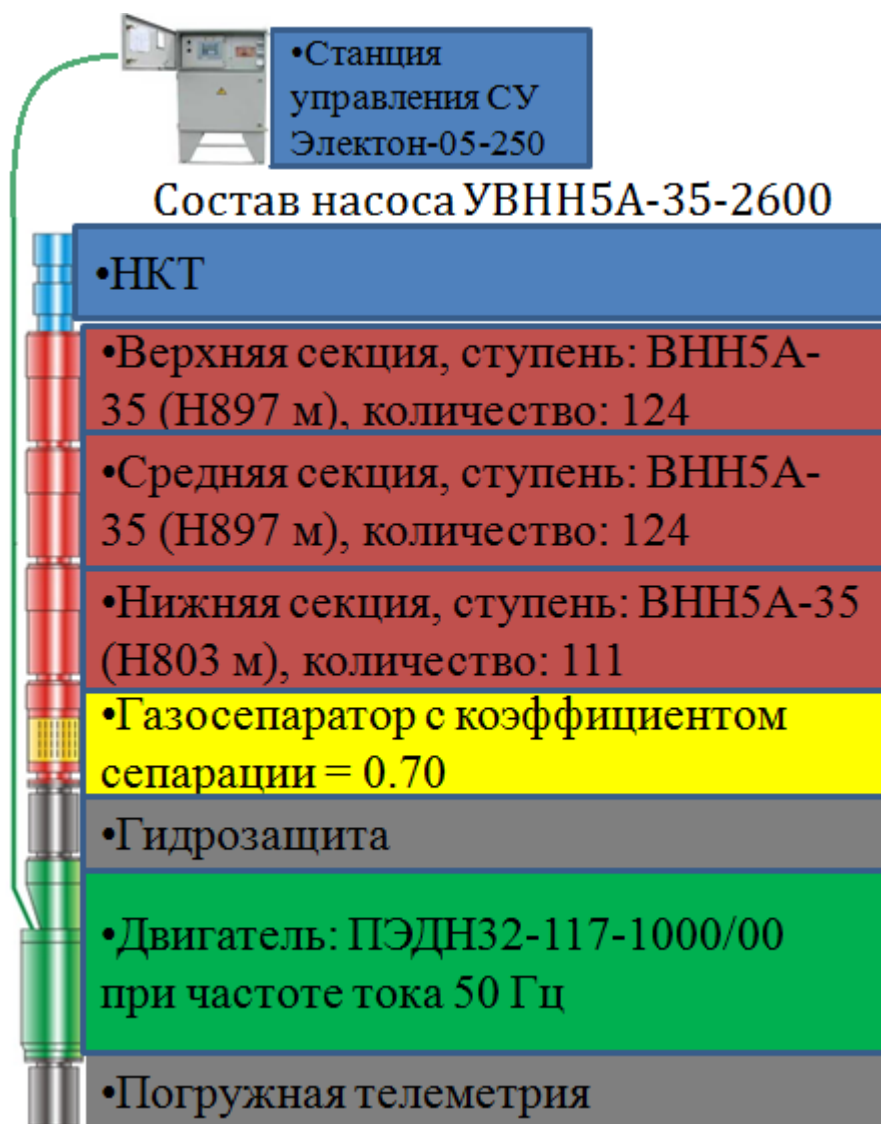 •Станция
управления СУ
Электон-05-250
Состав насоса УВНН5А-35-2600
•НКТ
•Верхняя секция, ступень: ВНН5А-
35 (Н897 м), количество: 124
•Средняя секция, ступень: ВНН5А-
35 (Н897 м), количество: 124
•Нижняя секция, ступень: ВНН5А-35
(Н803 м), количество: 111
•Газосепаратор с коэффициентом
сепарации = 0.70
•Гидрозащита
•Двигатель: ПЭДН32-117-1000/00
при частоте тока 50 Гц
•Погружная телеметрия